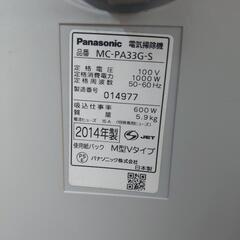 Panasonic 電気掃除機
品番 MC-PA33G-S
定格電圧 100V
定格消費電力 1000W
定格周波数 50-60Hz
製造番号 014977
吸込仕事率 600W
質量 5.9kg
2014年製 JET
使用紙パック M型Vタイプ
パナソニック株式会社
日本製